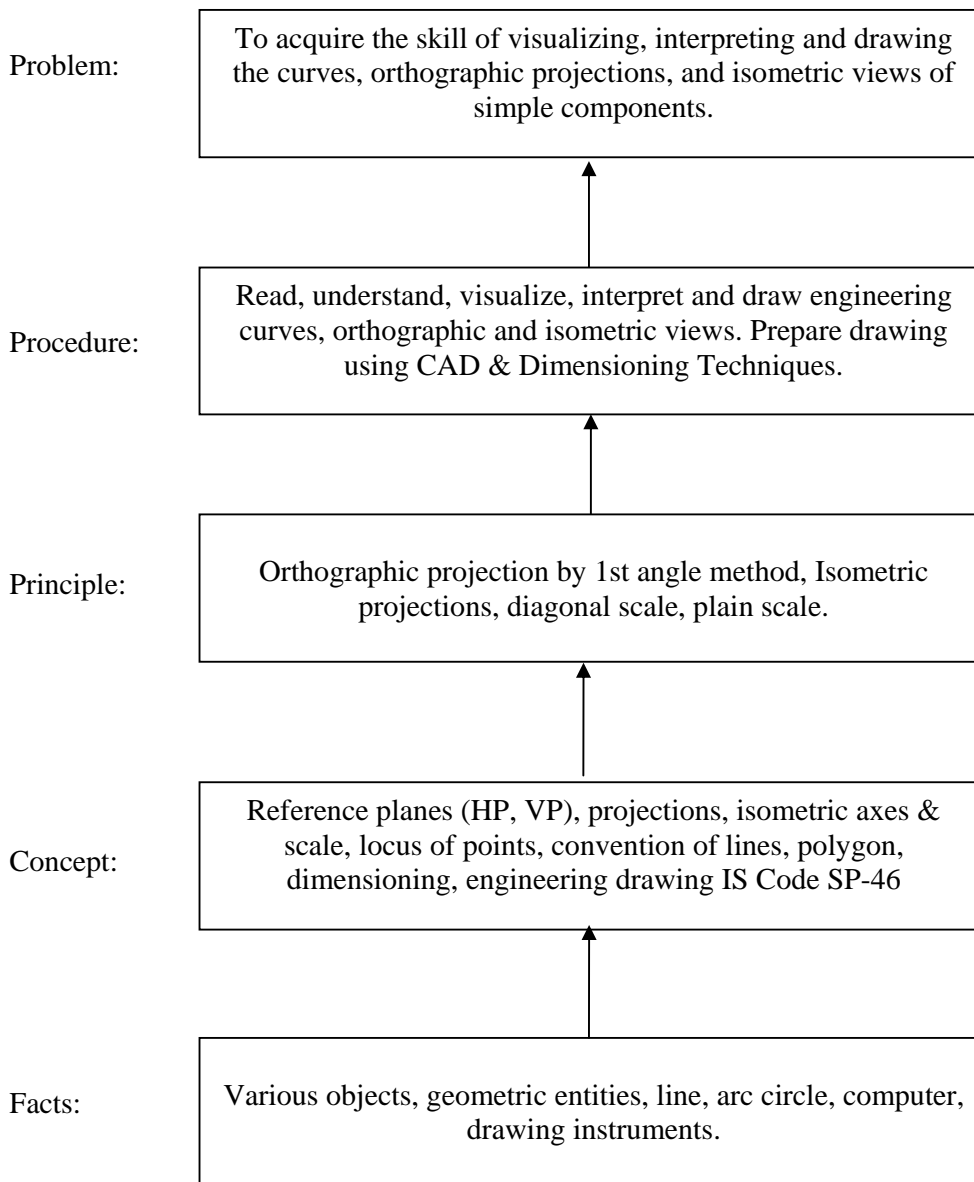 Problem:
To acquire the skill of visualizing, interpreting and drawing
the curves, orthographic projections, and isometric views of
simple components.
Procedure:
Read, understand, visualize, interpret and draw engineering
curves, orthographic and isometric views. Prepare drawing
using CAD & Dimensioning Techniques.
Principle:
Orthographic projection by 1st angle method, Isometric
projections, diagonal scale, plain scale.
Concept:
Reference planes (HP, VP), projections, isometric axes &
scale, locus of points, convention of lines, polygon,
dimensioning, engineering drawing IS Code SP-46
Facts:
Various objects, geometric entities, line, arc circle, computer,
drawing instruments.